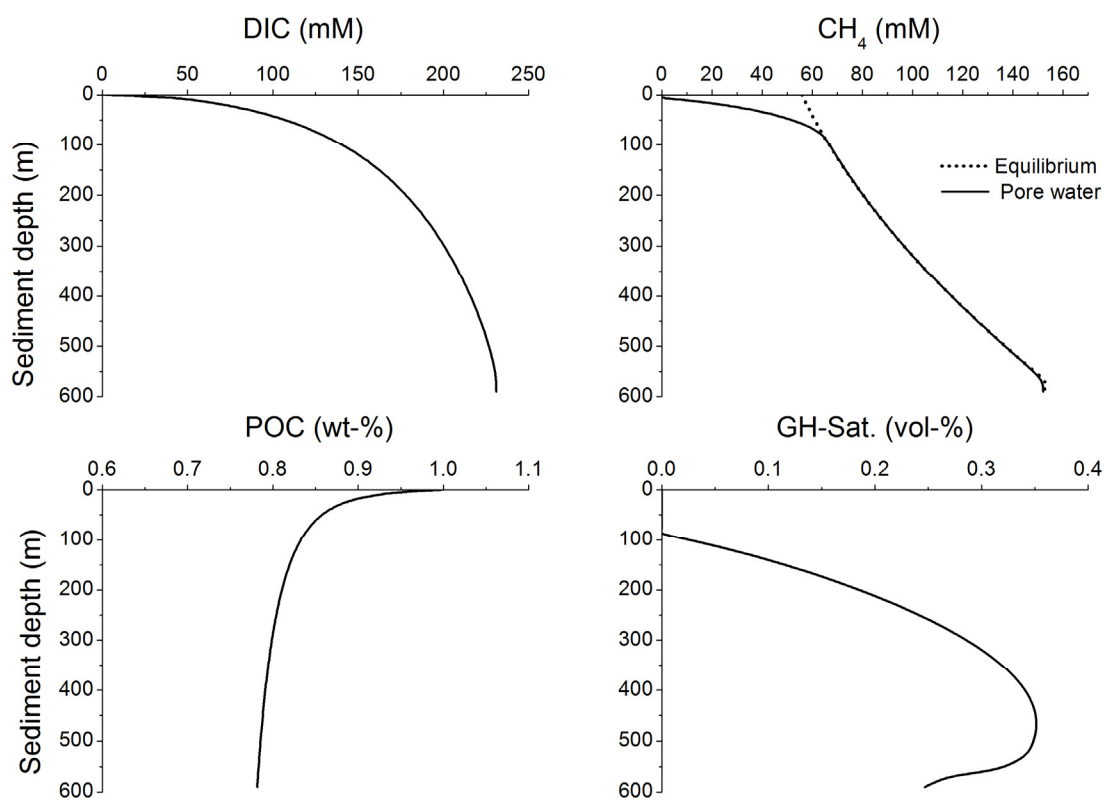 DIC (mM)
0 50 100 150 200 250
Sediment depth (m)
0
100
200
300
400
500
600
CH4 (mM)
0 20 40 60 80 100 120 140 160
0
100
200
300
400
500
600
Equilibrium
Pore water
POC (wt-%)
0.6 0.7 0.8 0.9 1.0 1.1
Sediment depth (m)
0
100
200
300
400
500
600
GH-Sat. (vol-%)
0.0 0.1 0.2 0.3 0.4
0
100
200
300
400
500
600